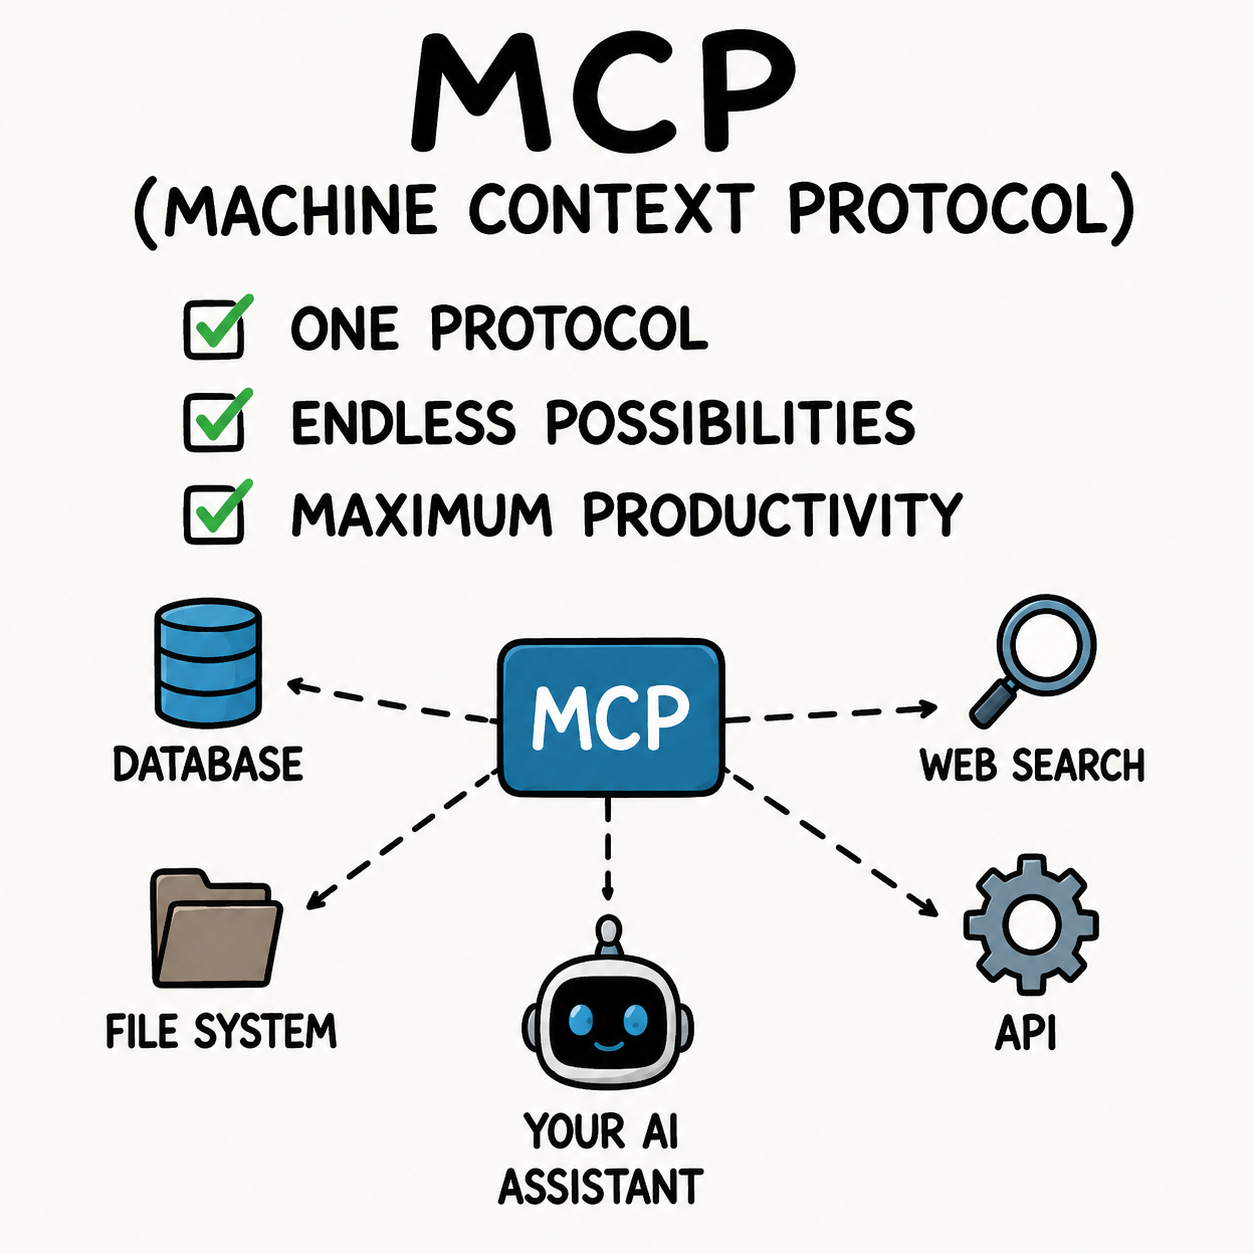 MCP
(MACHINE CONTEXT PROTOCOL)
ONE PROTOCOL
ENDLESS POSSIBILITIES
MAXIMUM PRODUCTIVITY
MCP
DATABASE
WEB SEARCH
FILE SYSTEM
API
YOUR AI
ASSISTANT